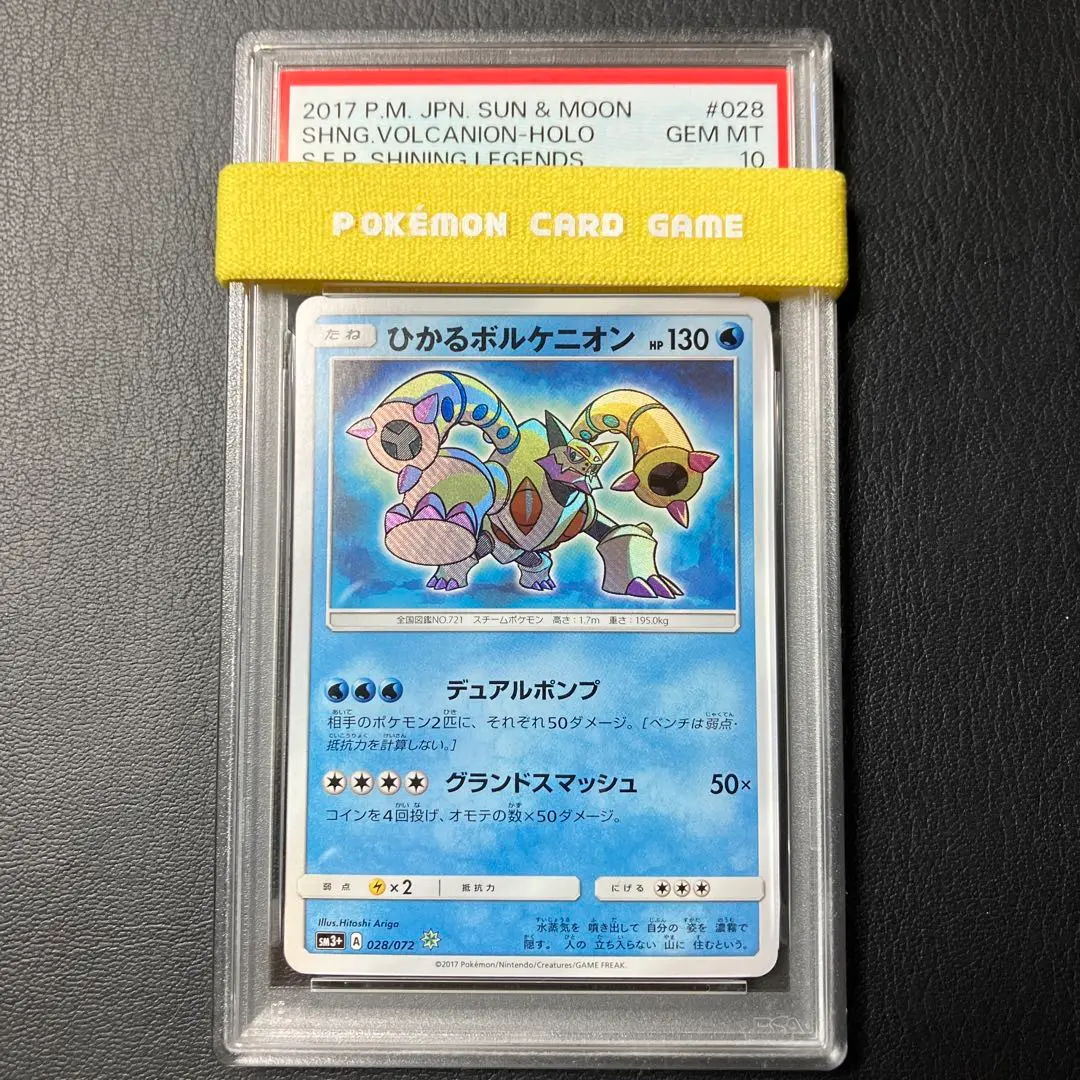 2017 P.M. JPN. SUN & MOON #028
SHNG.VOLCANION-HOLO GEM MT
S.E.P. SHINING LEGENDS 10
POKÉMON CARD GAME
たね ひかるボルケニオン HP 130
全国図鑑NO.721 スチームポケモン 高さ:1.7m 重さ:195.0kg
デュアルポンプ
相手のポケモン2匹に、それぞれ50ダメージ。[ベンチは弱点・
抵抗力を計算しない。]
グランドスマッシュ 50×
コインを4回投げ、オモテの数×50ダメージ。
弱点 ×2 抵抗力 にげる
Illus.Hitoshi Ariga
水蒸気を 噴き出して 自分の 姿を 濃霧で
隠す。 人の 立ち入らない 山に 住むという。
SM3+ A 028/072
©2017 Pokémon/Nintendo/Creatures/GAME FREAK.
PSA